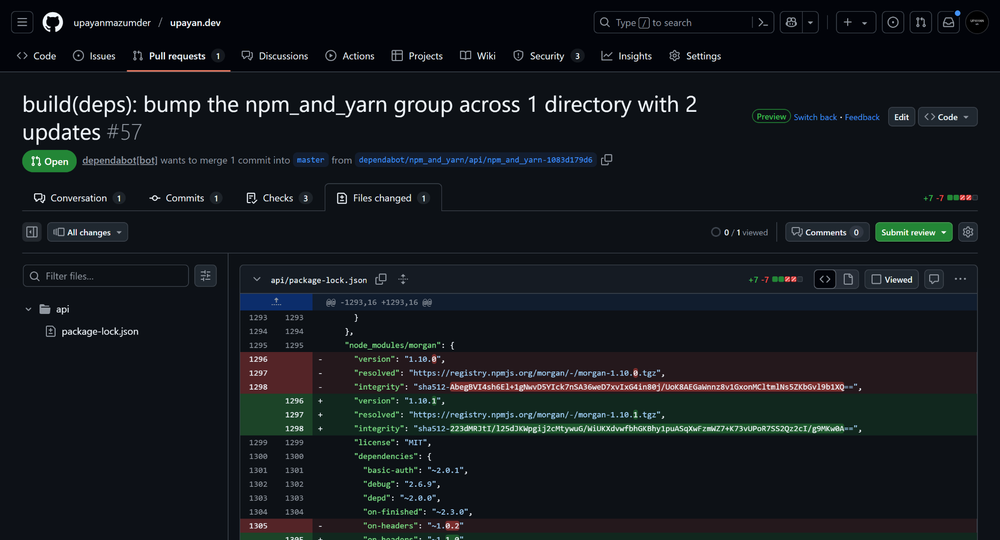 upayanmazumder / upayan.dev
Type / to search
UPAYAN
Code
Issues
Pull requests 1
Discussions
Actions
Projects
Wiki
Security 3
Insights
Settings
build(deps): bump the npm_and_yarn group across 1 directory with 2
updates #57
Preview Switch back · Feedback
Edit
Code
Open
dependabot[bot] wants to merge 1 commit into master from dependabot/npm_and_yarn/api/npm_and_yarn-1083d179d6
Conversation 1
Commits 1
Checks 3
Files changed 1
+7 -7
All changes
0 / 1 viewed
Comments 0
Submit review
Filter files...
api
package-lock.json
api/package-lock.json
+7 -7
Viewed
@@ -1293,16 +1293,16 @@
1293 1293 }
1294 1294 },
1295 1295 "node_modules/morgan": {
1296 - "version": "1.10.0",
1297 - "resolved": "https://registry.npmjs.org/morgan/-/morgan-1.10.0.tgz",
1298 - "integrity": "sha512-AbegBVI4sh6El+1gNwvD5YIck7nSA36weD7xvIxG4in80j/UoK8AEGaWnnz8v1GxonMCltmlNs5ZKbGvl9b1XQ==",
1296 + "version": "1.10.1",
1297 + "resolved": "https://registry.npmjs.org/morgan/-/morgan-1.10.1.tgz",
1298 + "integrity": "sha512-223dMRJtI/l25dJKWpgij2cMtywuG/WiUKXdvwfbhGKBhy1puASqXwFzmWZ7+K73vUPoR7SS2Qz2cI/g9MKw0A==",
1299 1299 "license": "MIT",
1300 1300 "dependencies": {
1301 1301 "basic-auth": "~2.0.1",
1302 1302 "debug": "2.6.9",
1303 1303 "depd": "~2.0.0",
1304 1304 "on-finished": "~2.3.0",
1305 - "on-headers": "~1.0.2"
1305 + "on-headers": "~1.1.0"